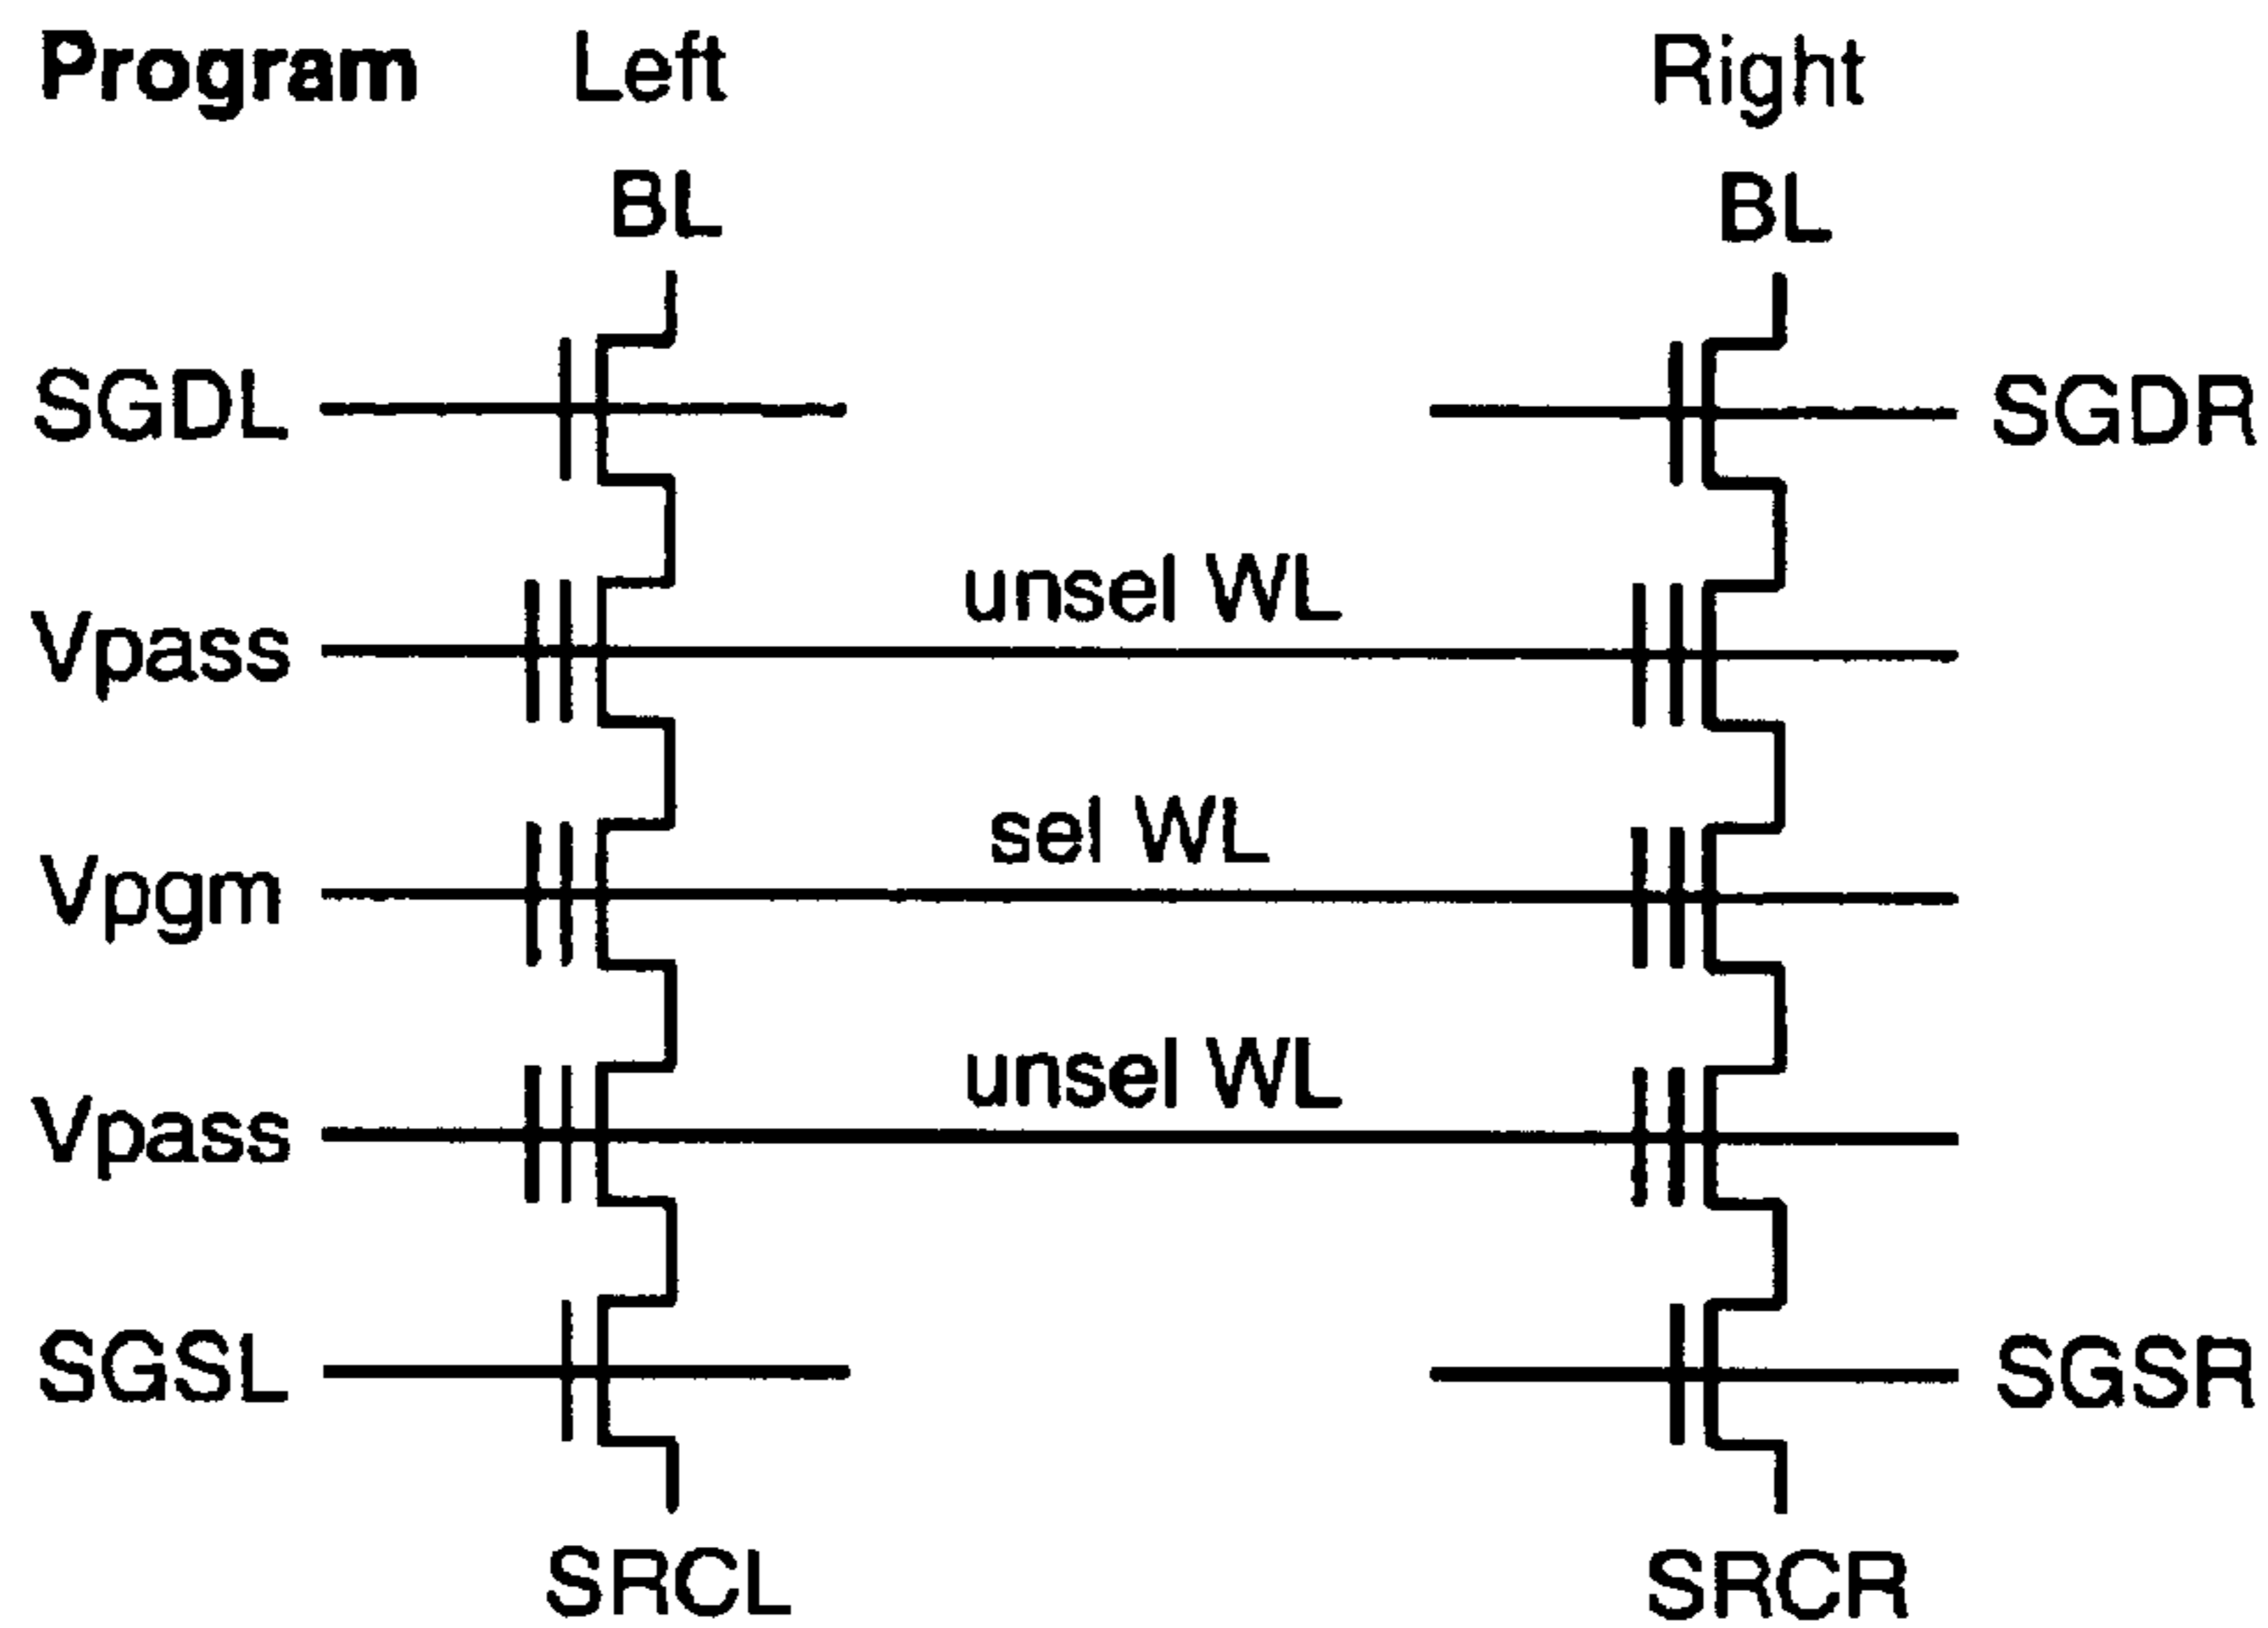 Program Left Right
BL BL
SGDL SGDR
unsel WL
Vpass
sel WL
Vpgm
unsel WL
Vpass
SGSL SGSR
SRCL SRCR